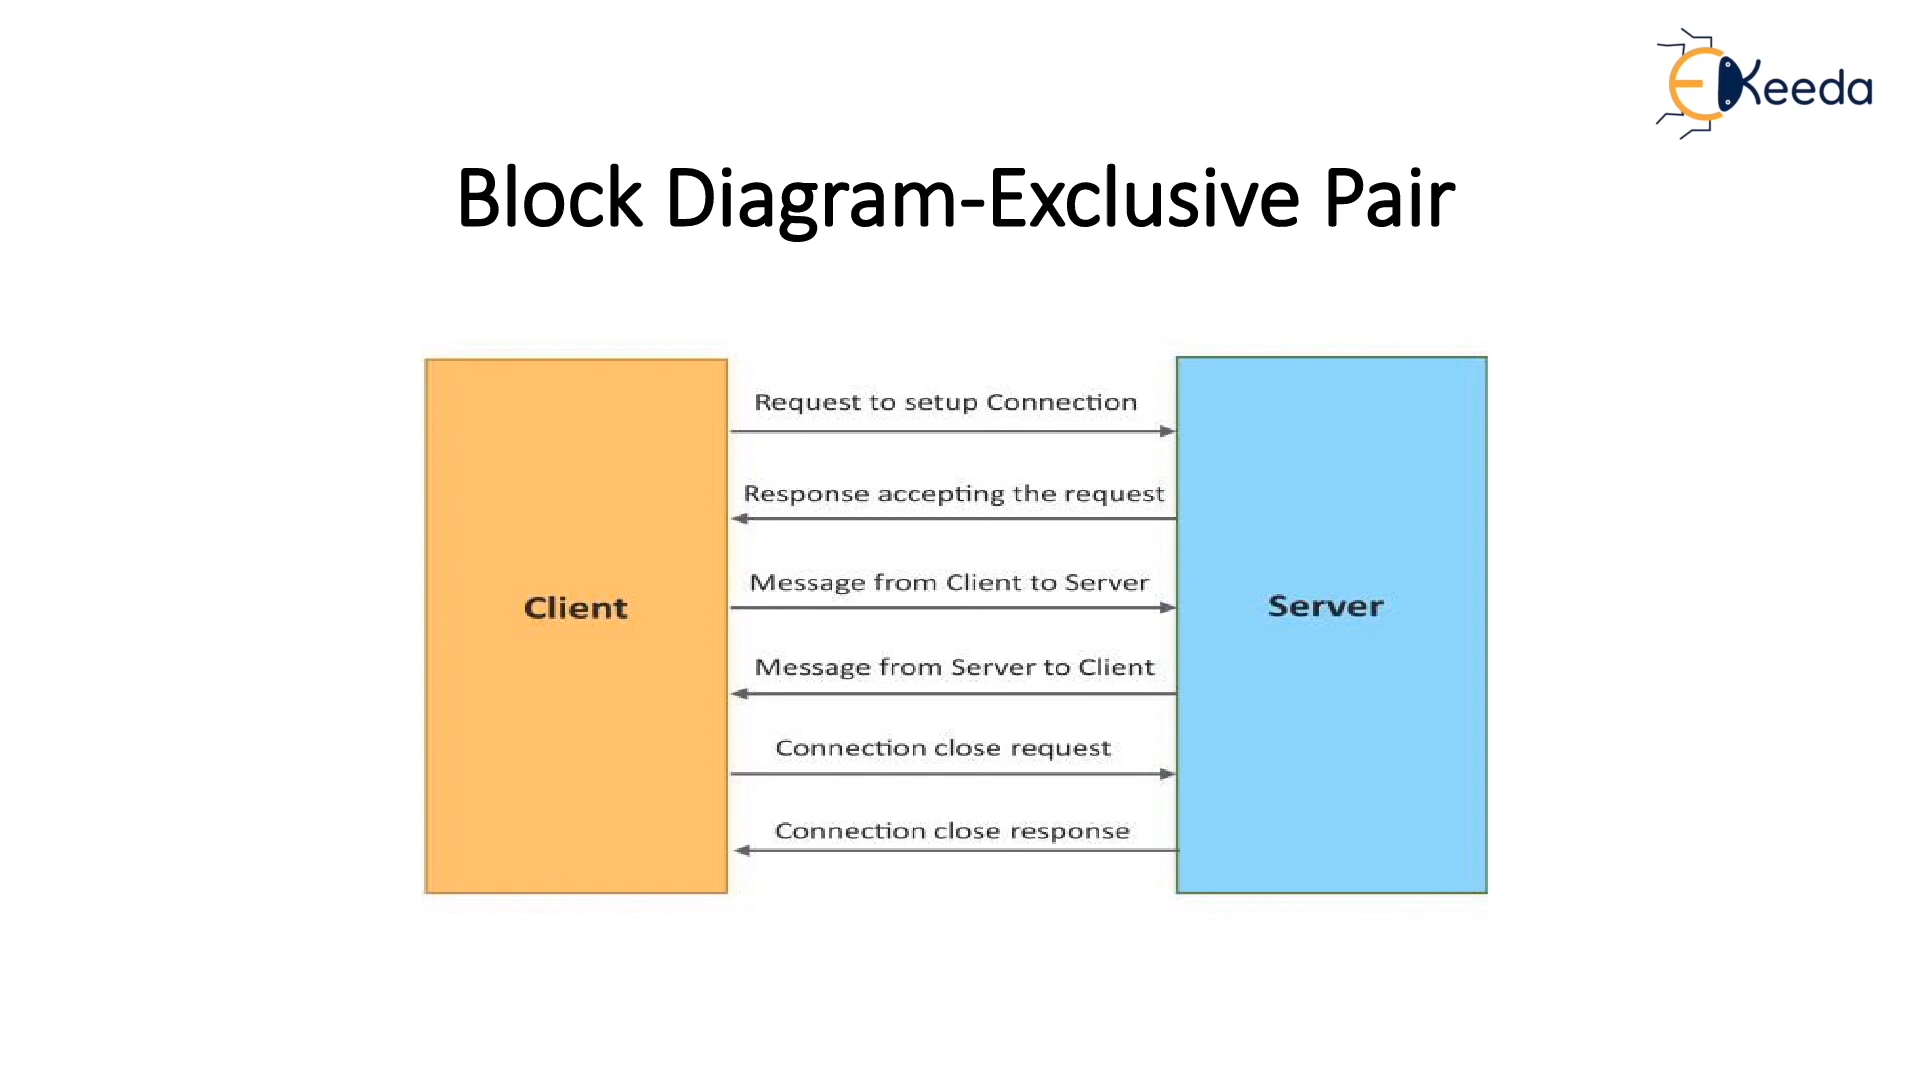 EKeeda
Block Diagram-Exclusive Pair
Request to setup Connection
Response accepting the request
Message from Client to Server
Client
Server
Message from Server to Client
Connection close request
Connection close response